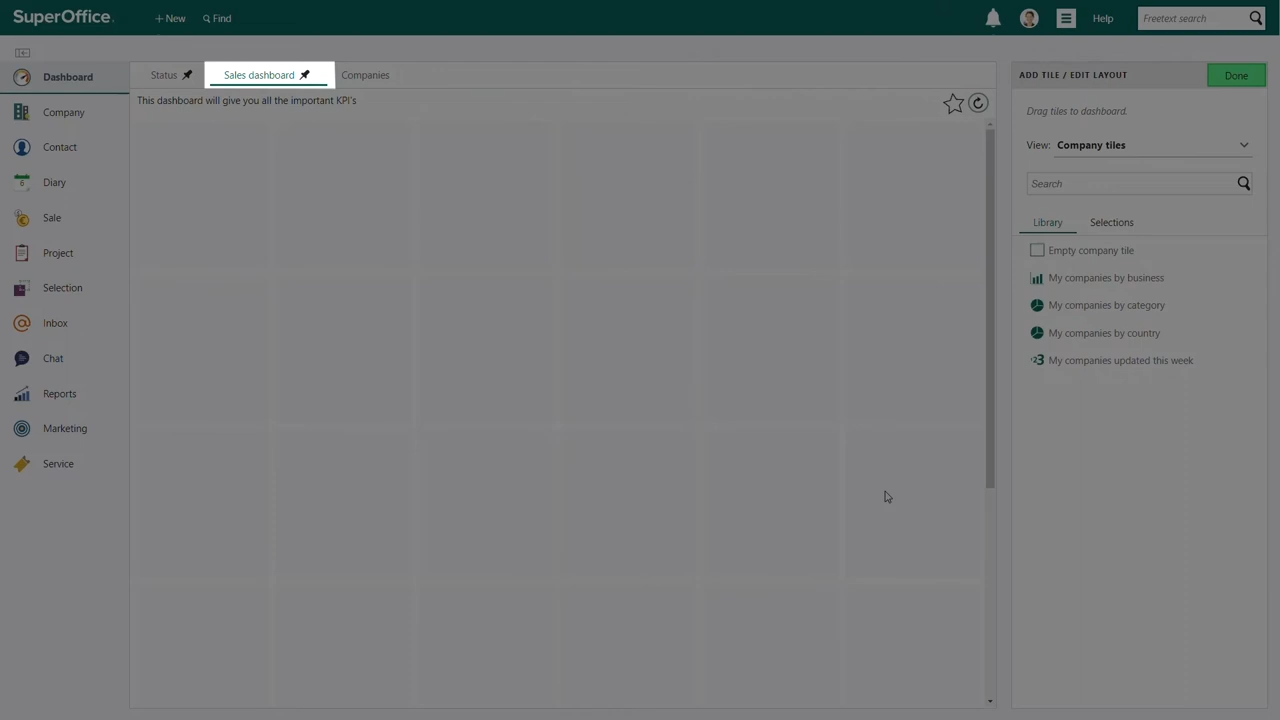 SuperOffice.
+ New
Find
Help
Freetext search
Dashboard
Company
Contact
6
Diary
Sale
Project
Selection
Inbox
Chat
Reports
Marketing
Service
Status
Sales dashboard
Companies
This dashboard will give you all the important KPI's
ADD TILE / EDIT LAYOUT
Done
Drag tiles to dashboard.
View: Company tiles
Search
Library
Selections
Empty company tile
My companies by business
My companies by category
My companies by country
My companies updated this week